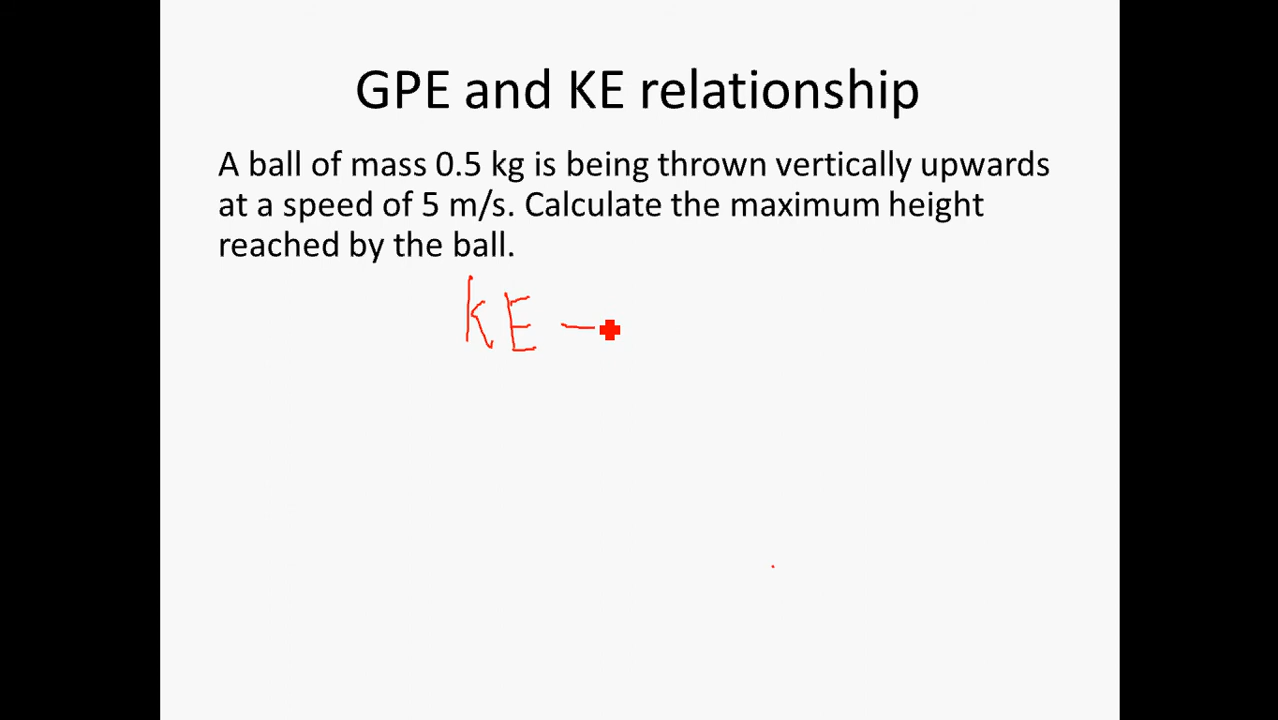 GPE and KE relationship
A ball of mass 0.5 kg is being thrown vertically upwards
at a speed of 5 m/s. Calculate the maximum height
reached by the ball.
KE -